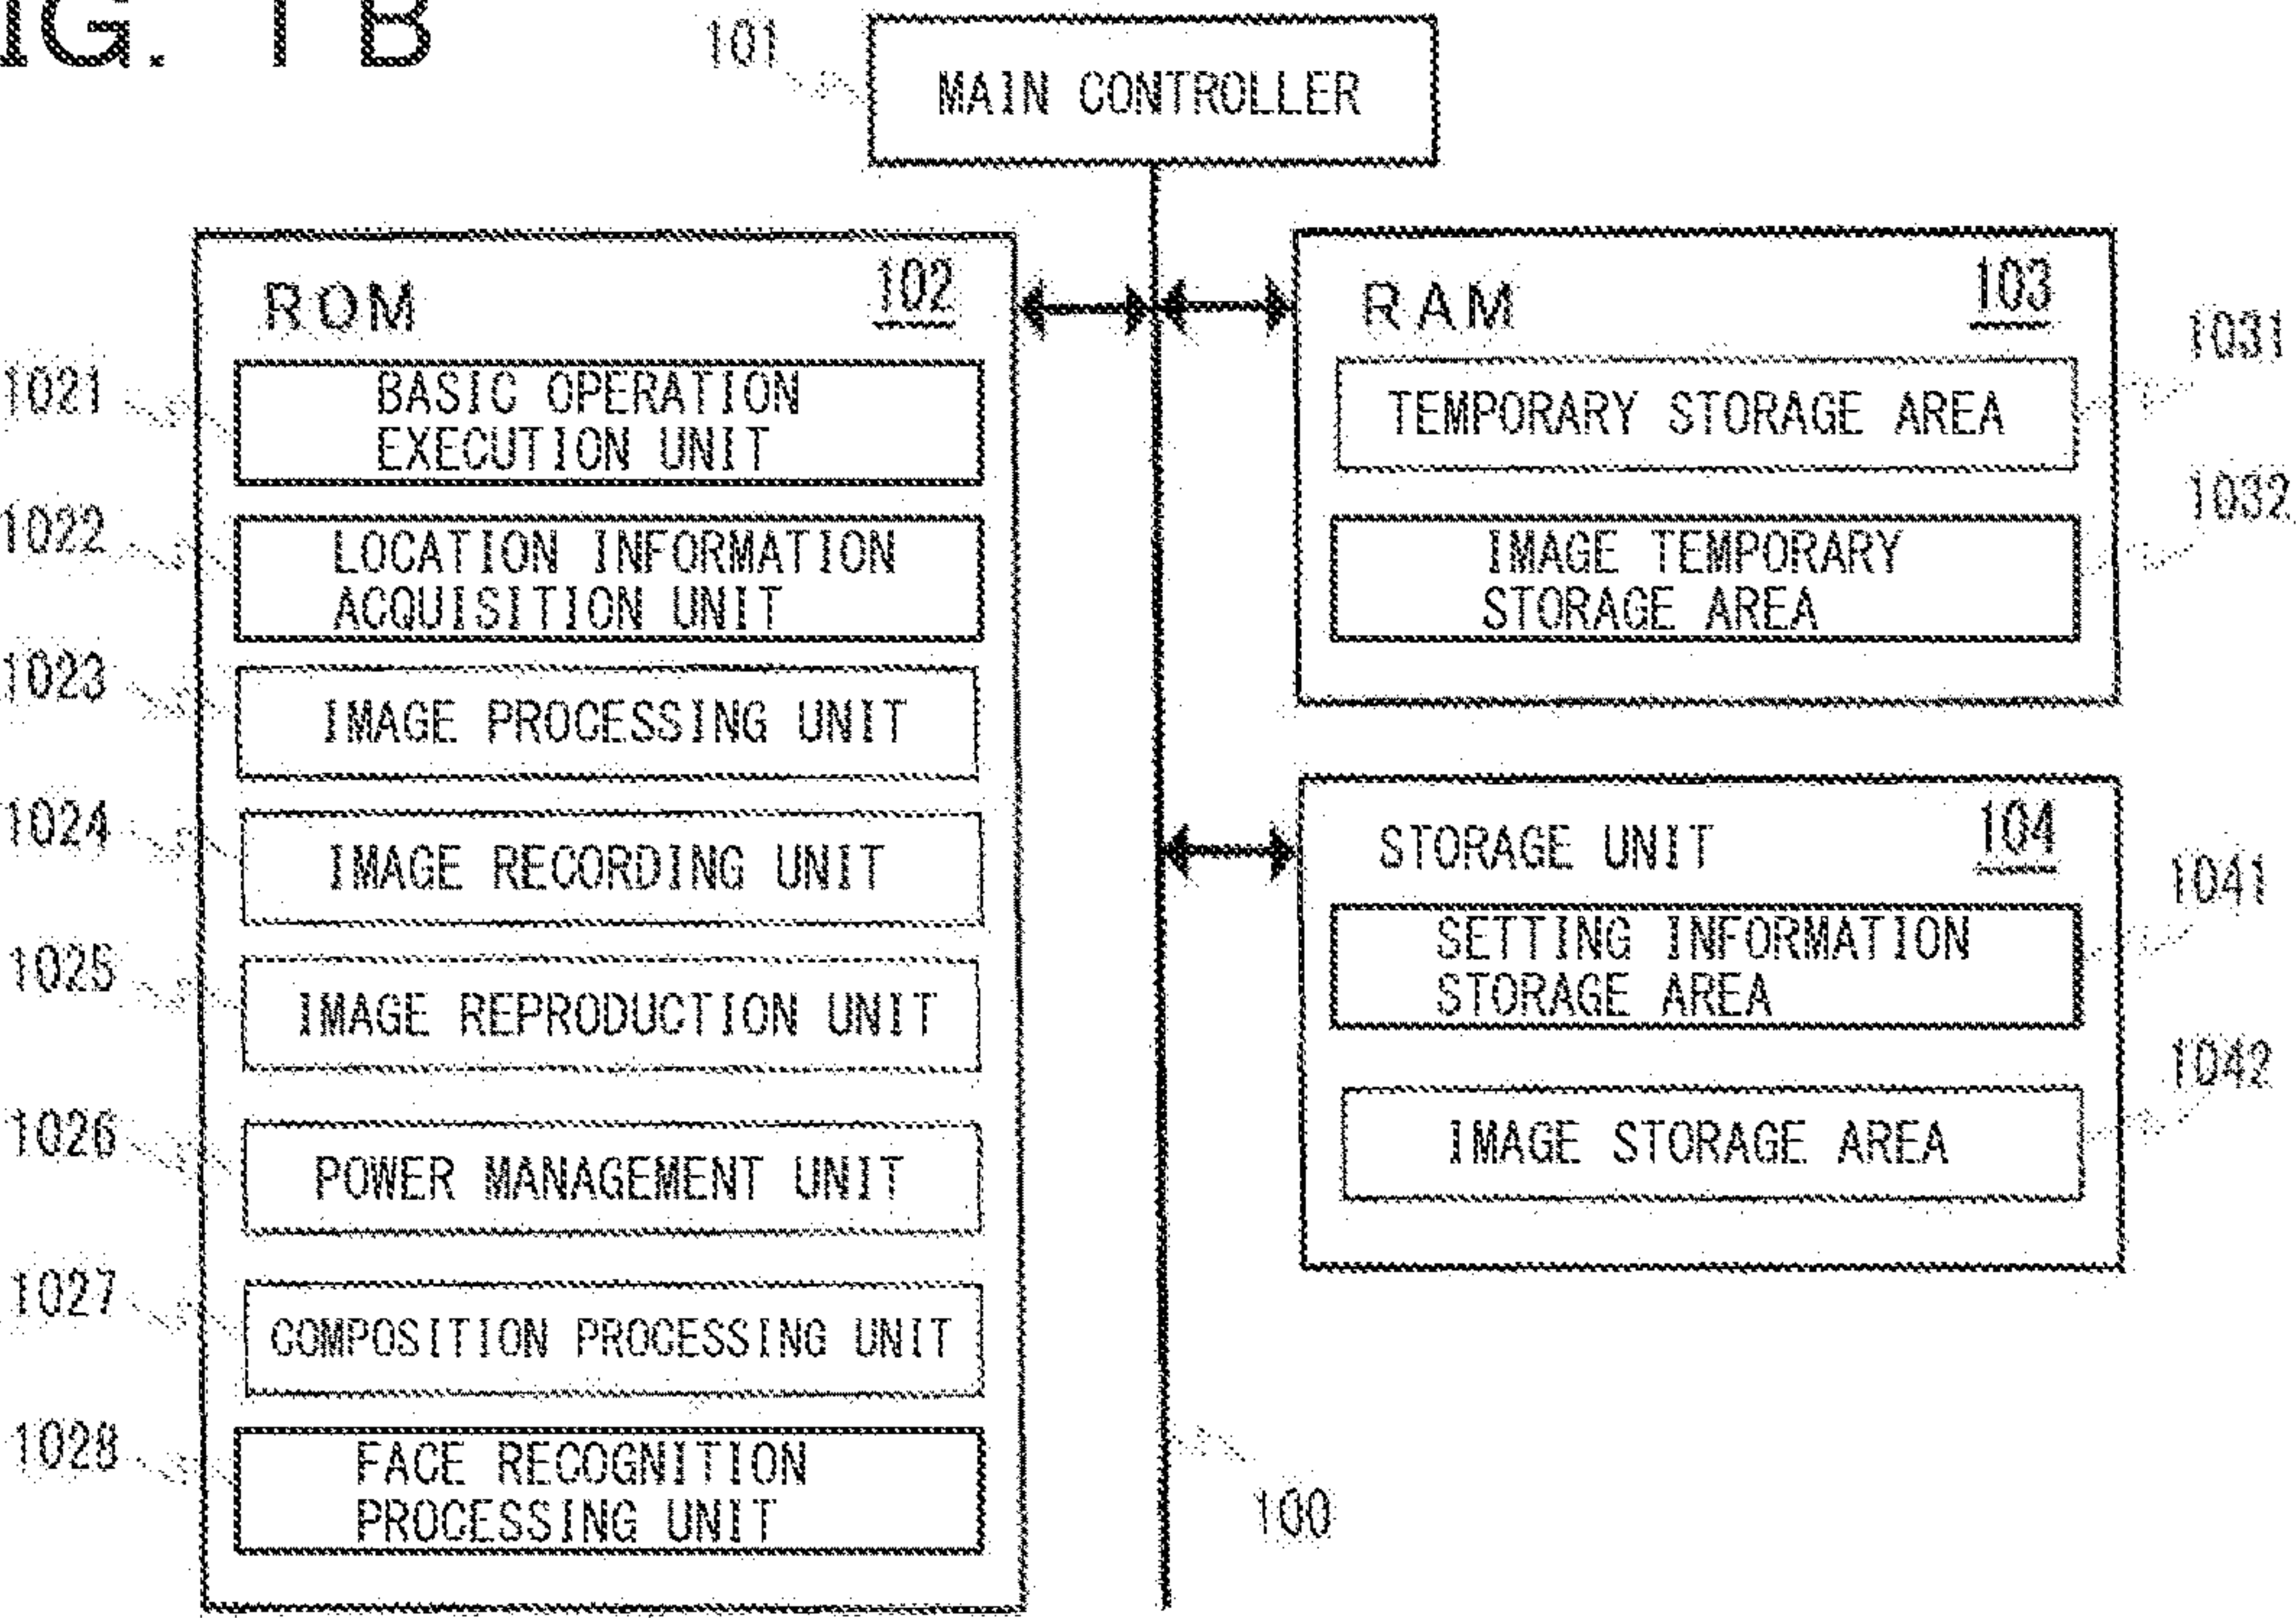 IG. 1 B
101
MAIN CONTROLLER
ROM 102
1021
BASIC OPERATION
EXECUTION UNIT
1022
LOCATION INFORMATION
ACQUISITION UNIT
1023
IMAGE PROCESSING UNIT
1024
IMAGE RECORDING UNIT
1025
IMAGE REPRODUCTION UNIT
1026
POWER MANAGEMENT UNIT
1027
COMPOSITION PROCESSING UNIT
1028
FACE RECOGNITION
PROCESSING UNIT
RAM 103
1031
TEMPORARY STORAGE AREA
1032
IMAGE TEMPORARY
STORAGE AREA
STORAGE UNIT 104
1041
SETTING INFORMATION
STORAGE AREA
1042
IMAGE STORAGE AREA
100